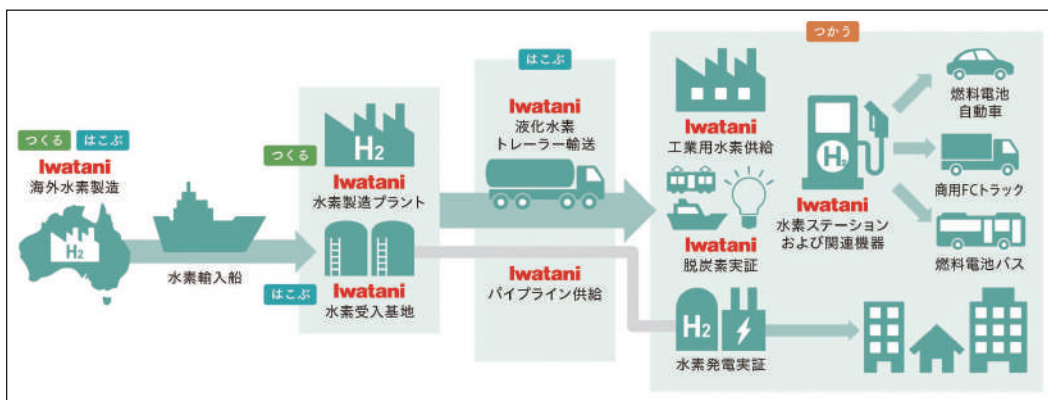 つくる
はこぶ
Iwatani
海外水素製造
H2
水素輸入船
つくる
H2
Iwatani
水素製造プラント
はこぶ
Iwatani
水素受入基地
はこぶ
Iwatani
液化水素
トレーラー輸送
Iwatani
パイプライン供給
つかう
Iwatani
工業用水素供給
Iwatani
脱炭素実証
H2
水素発電実証
H2
Iwatani
水素ステーション
および関連機器
燃料電池
自動車
商用FCトラック
燃料電池バス